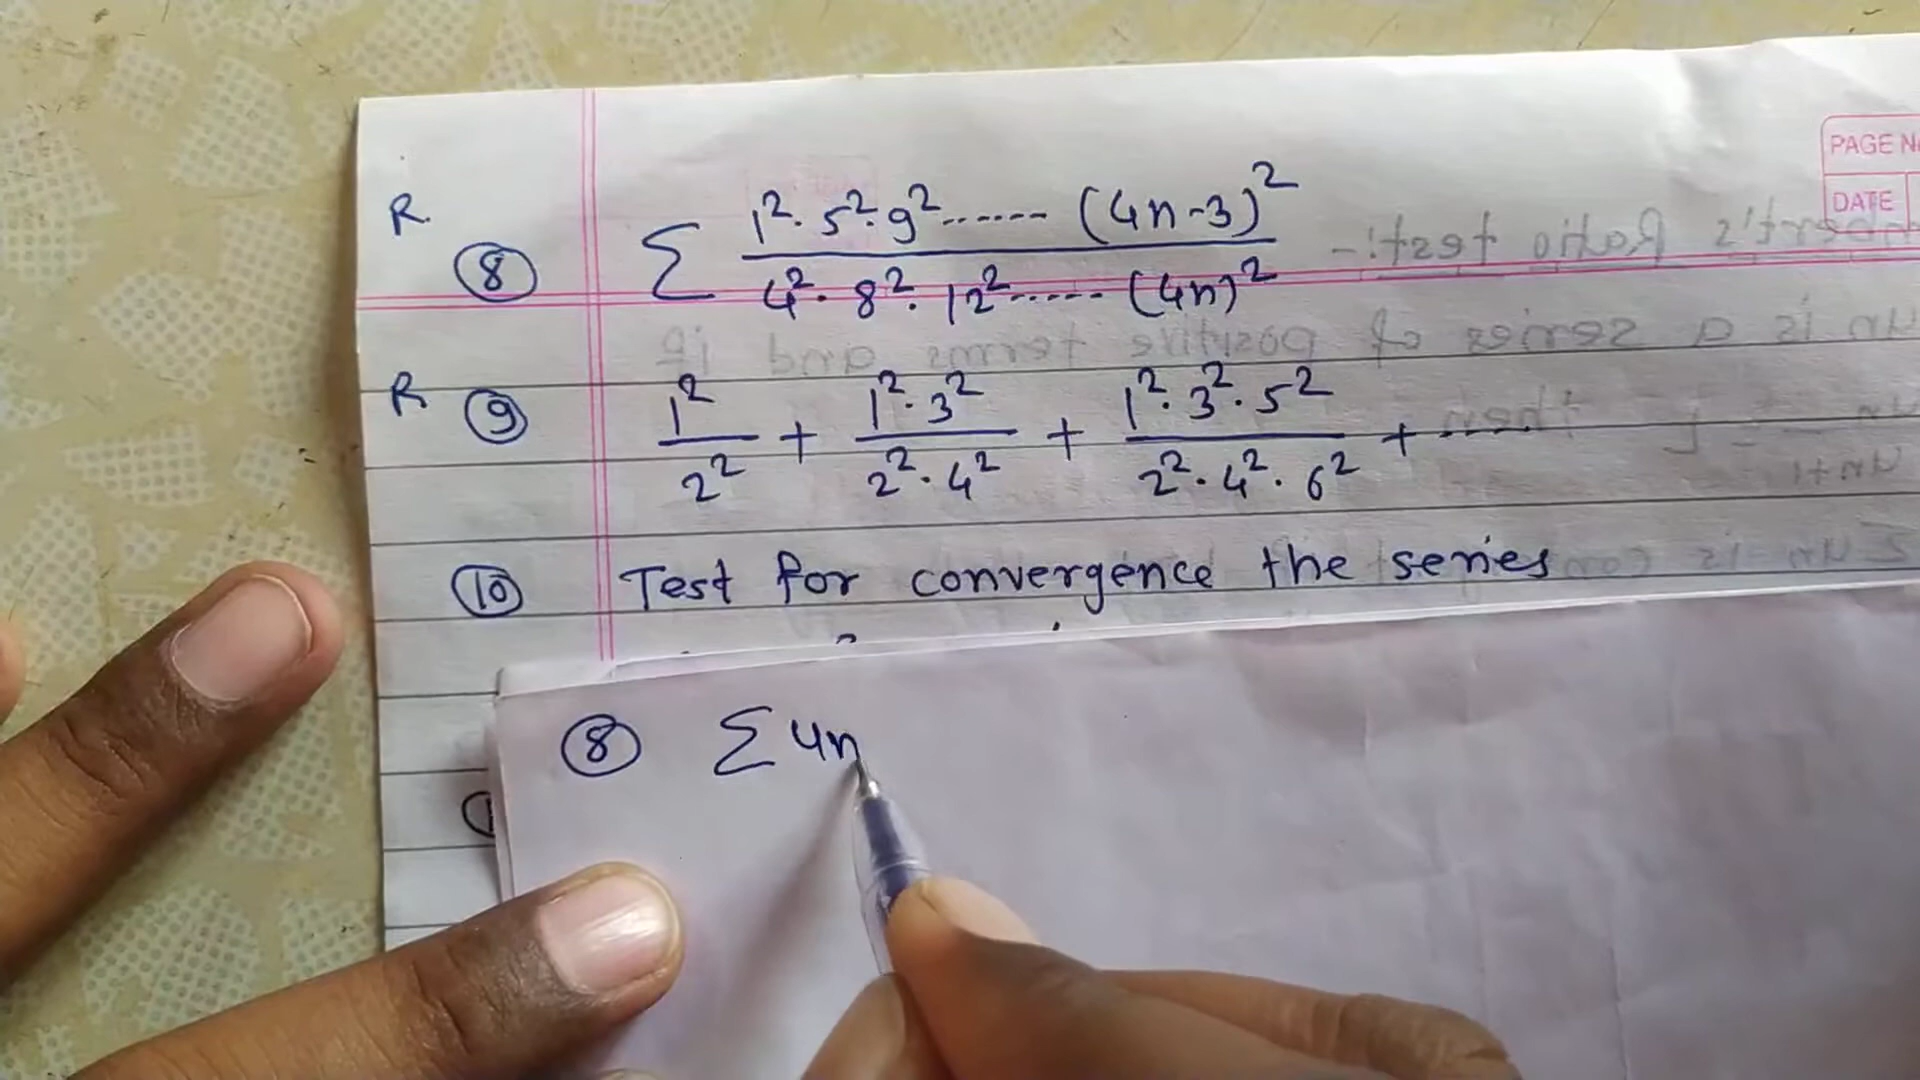 PAGE N
DATE
R.
⑧ Σ 1²·5²·9²------(4n-3)² / 4²·8²·12²-----(4n)²
R ⑨ 1²/2² + 1²·3²/2²·4² + 1²·3²·5²/2²·4²·6² + ------
⑩ Test for convergence the series
⑧ Σ un